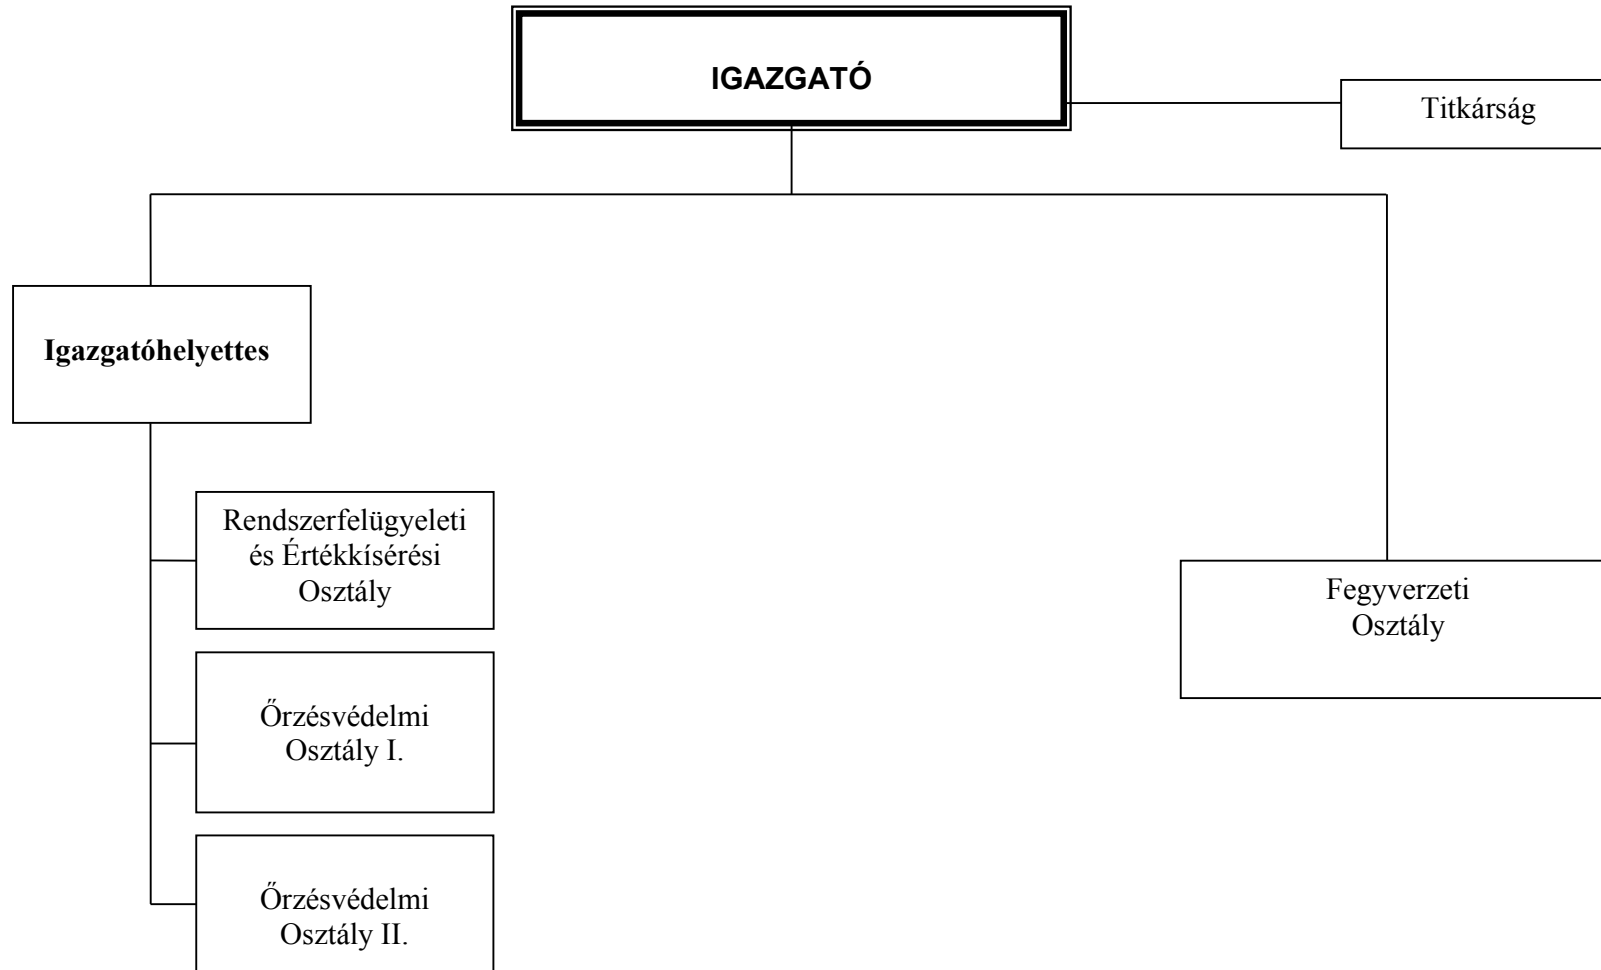 IGAZGATÓ
Titkárság
Igazgatóhelyettes
Rendszerfelügyeleti
és Értékkísérési
Osztály
Fegyverzeti
Osztály
Őrzésvédelmi
Osztály I.
Őrzésvédelmi
Osztály II.